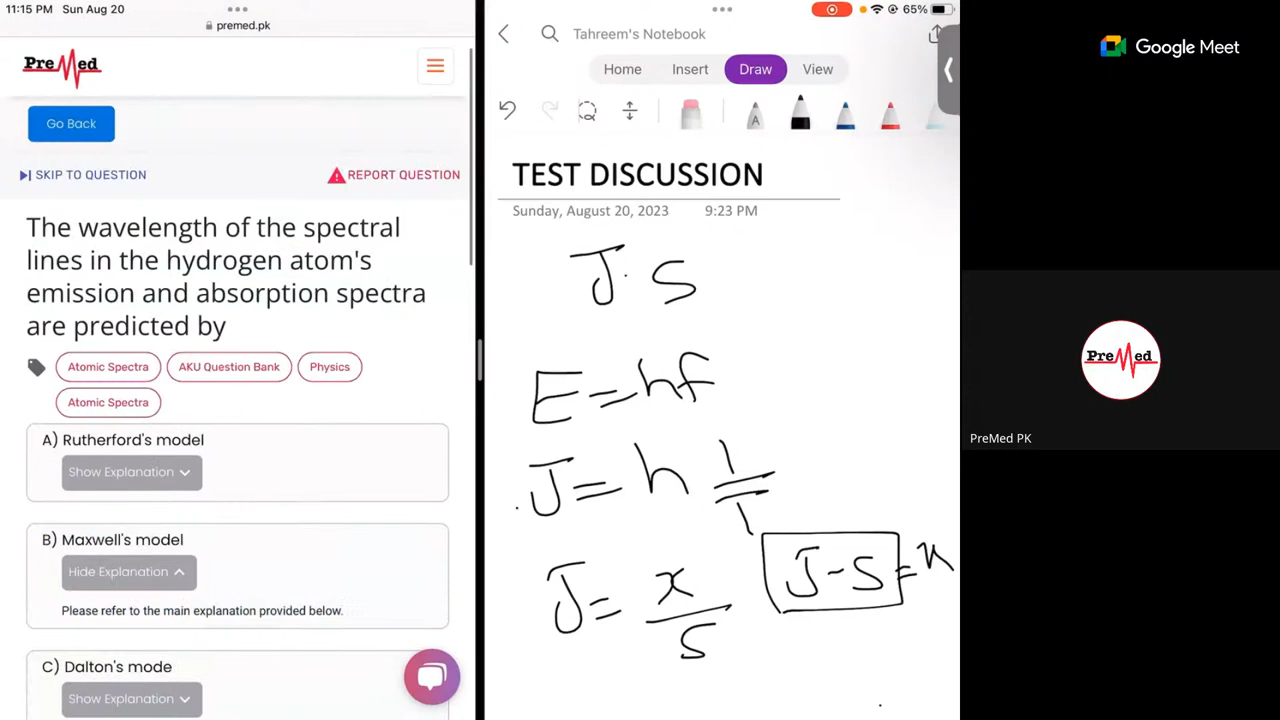 11:15 PM Sun Aug 20
premed.pk
PreMed
Go Back
SKIP TO QUESTION
REPORT QUESTION
The wavelength of the spectral
lines in the hydrogen atom's
emission and absorption spectra
are predicted by
Atomic Spectra
AKU Question Bank
Physics
Atomic Spectra
A) Rutherford's model
Show Explanation
B) Maxwell's model
Hide Explanation
Please refer to the main explanation provided below.
C) Dalton's mode
Show Explanation
65%
Tahreem's Notebook
Home
Insert
Draw
View
A
TEST DISCUSSION
Sunday, August 20, 2023 9:23 PM
J·S
E=hf
J=h
J= x/s
J-S=x
Google Meet
PreMed
PreMed PK